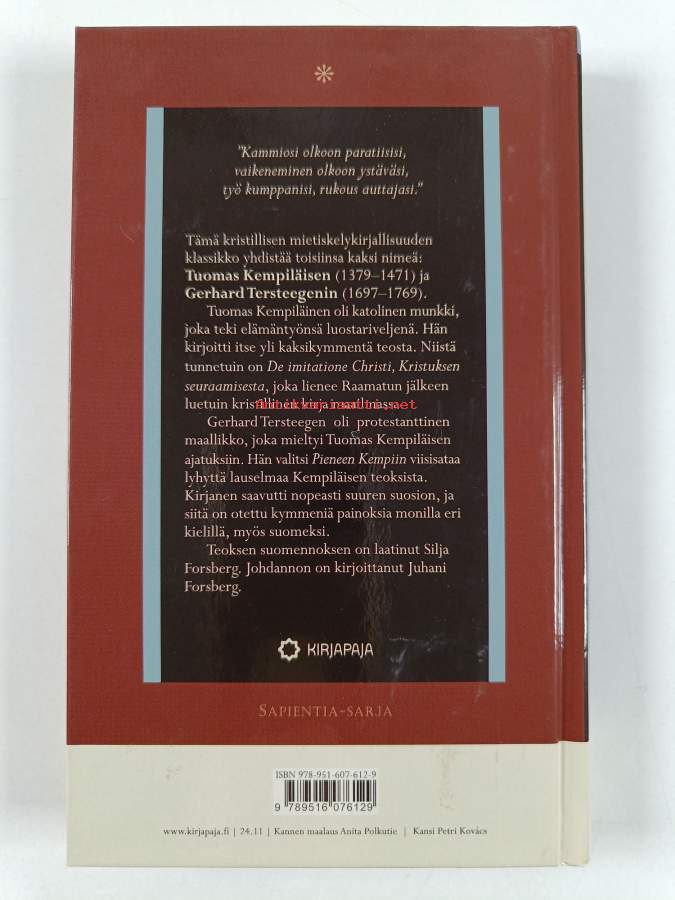 "Kammiosi olkoon paratiisisi,
vaikeneminen olkoon ystäväsi,
työ kumppanisi, rukous auttajasi."
Tämä kristillisen mietiskelykirjallisuuden
klassikko yhdistää toisiinsa kaksi nimeä:
Tuomas Kempiläisen (1379–1471) ja
Gerhard Tersteegenin (1697–1769).
Tuomas Kempiläinen oli katolinen munkki,
joka teki elämäntyönsä luostariveljenä. Hän
kirjoitti itse yli kaksikymmentä teosta. Niistä
tunnetuin on De imitatione Christi, Kristuksen
seuraamisesta, joka lienee Raamatun jälkeen
luetuin kristillinen kirja maailmassa.
Antikvariaatti.net
Gerhard Tersteegen oli protestanttinen
maallikko, joka mieltyi Tuomas Kempiläisen
ajatuksiin. Hän valitsi Pieneen Kempiin viisisataa
lyhyttä lauselmaa Kempiläisen teoksista.
Kirjanen saavutti nopeasti suuren suosion, ja
siitä on otettu kymmeniä painoksia monilla eri
kielillä, myös suomeksi.
Teoksen suomennoksen on laatinut Silja
Forsberg. Johdannon on kirjoittanut Juhani
Forsberg.
KIRJAPAJA
SAPIENTIA-SARJA
ISBN 978-951-607-612-9
9 789516 076129
www.kirjapaja.fi | 24.11 | Kannen maalaus Anita Polkutie | Kansi Petri Kovács